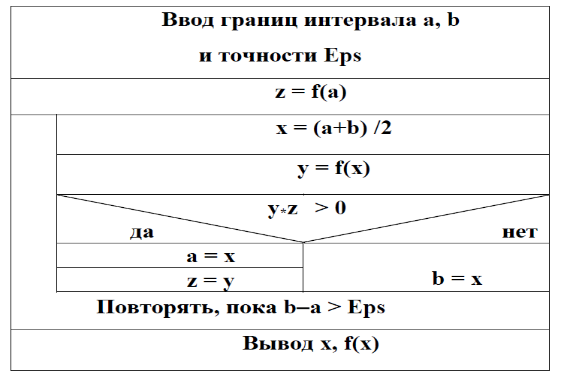 Ввод границ интервала a, b
и точности Eps
z = f(a)
x = (a+b) /2
y = f(x)
y*z > 0
да
нет
a = x
z = y
b = x
Повторять, пока b–a > Eps
Вывод x, f(x)